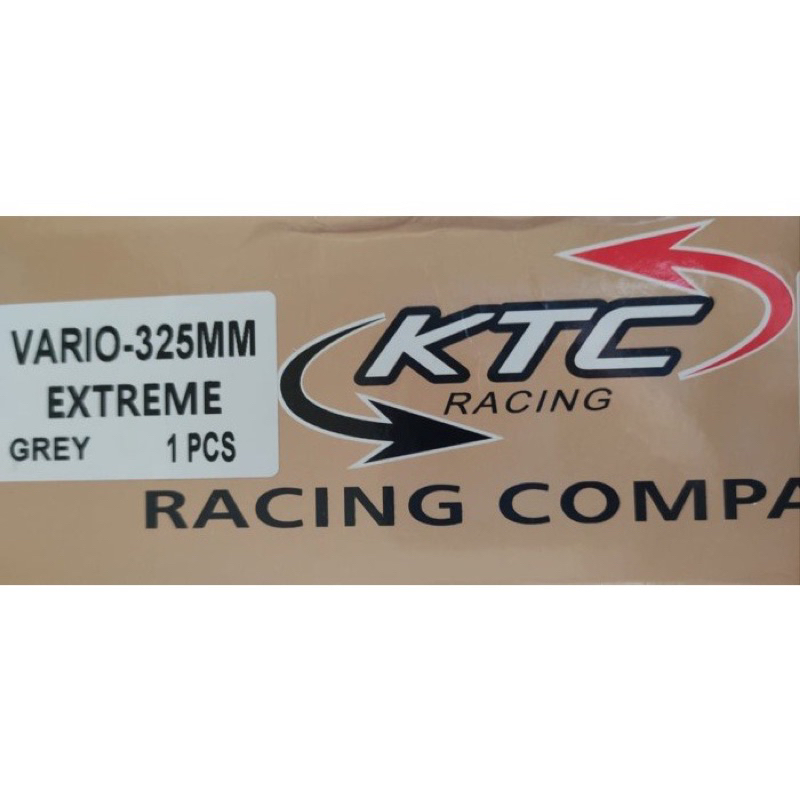 VARIO-325MM
EXTREME
GREY 1 PCS
KTC
RACING
RACING COMPA